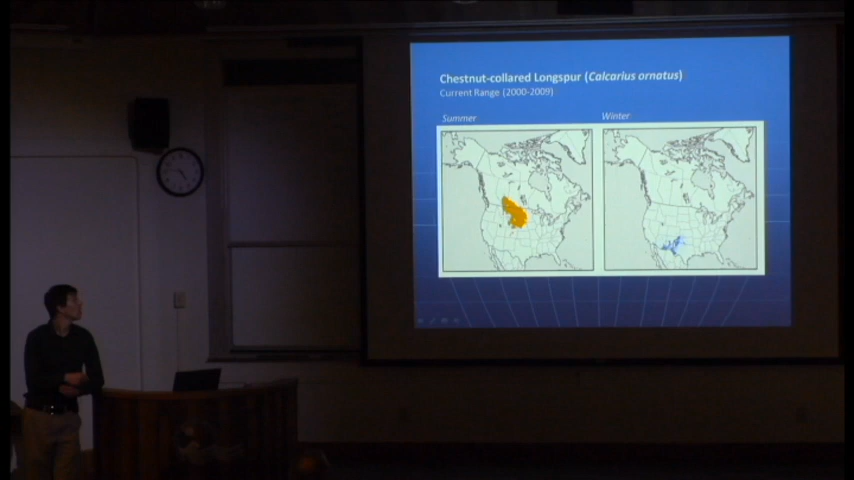 Chestnut-collared Longspur (Calcarius ornatus)
Current Range (2000-2009)
Summer
Winter